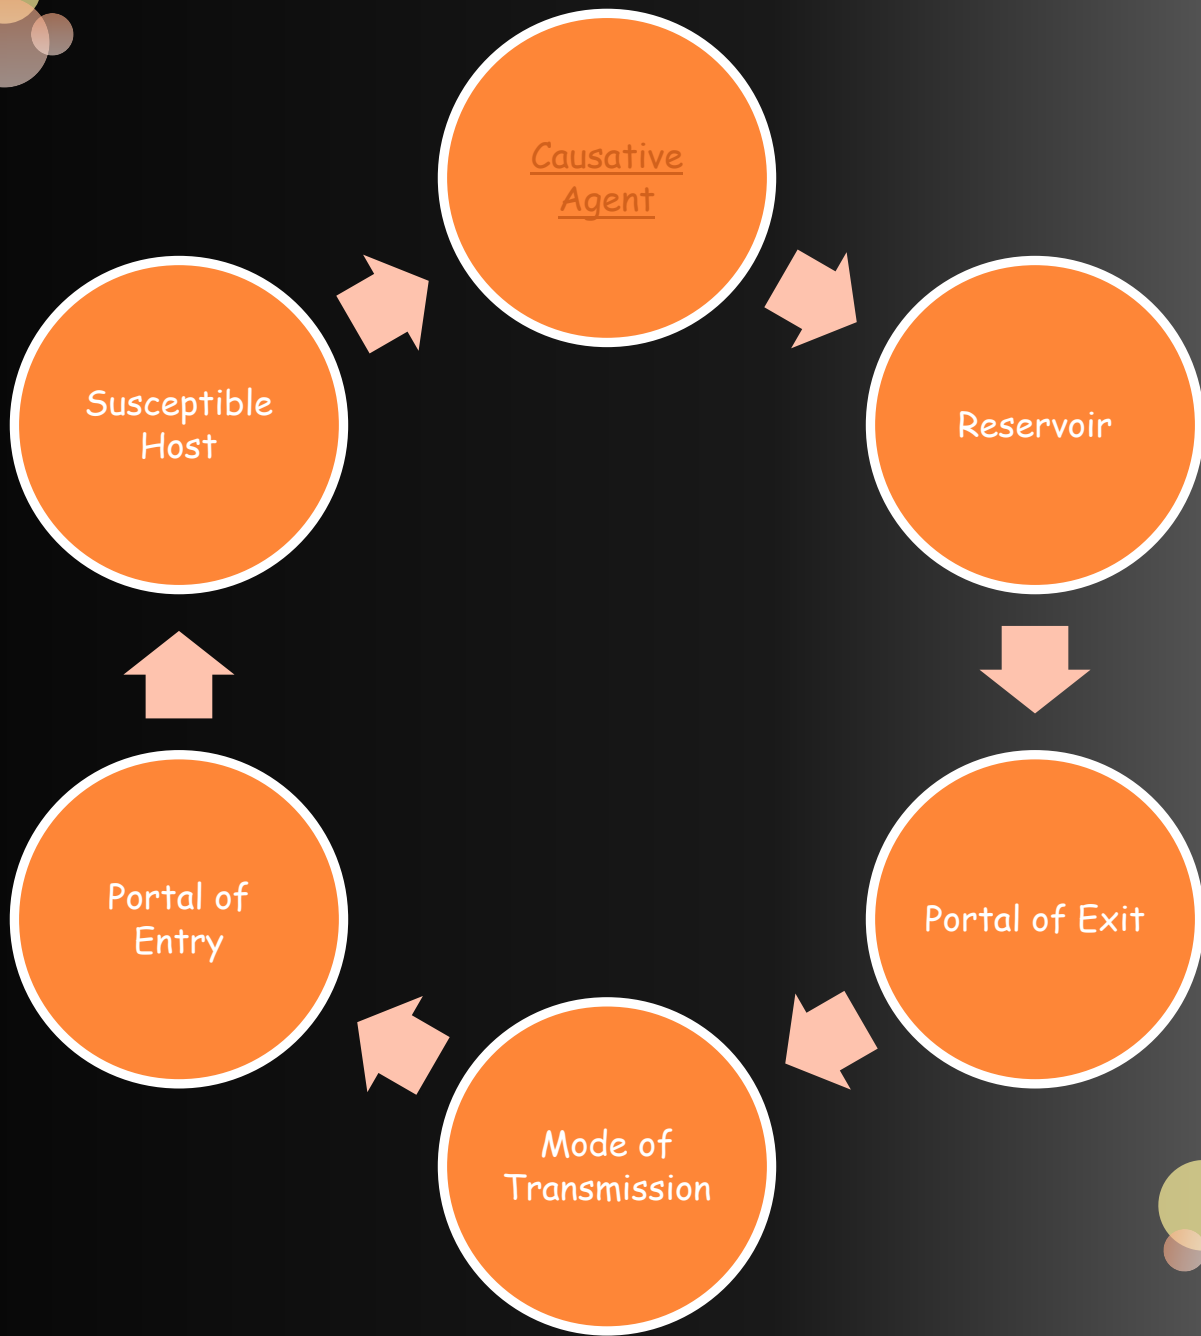 Causative
Agent
Reservoir
Portal of Exit
Mode of
Transmission
Portal of
Entry
Susceptible
Host